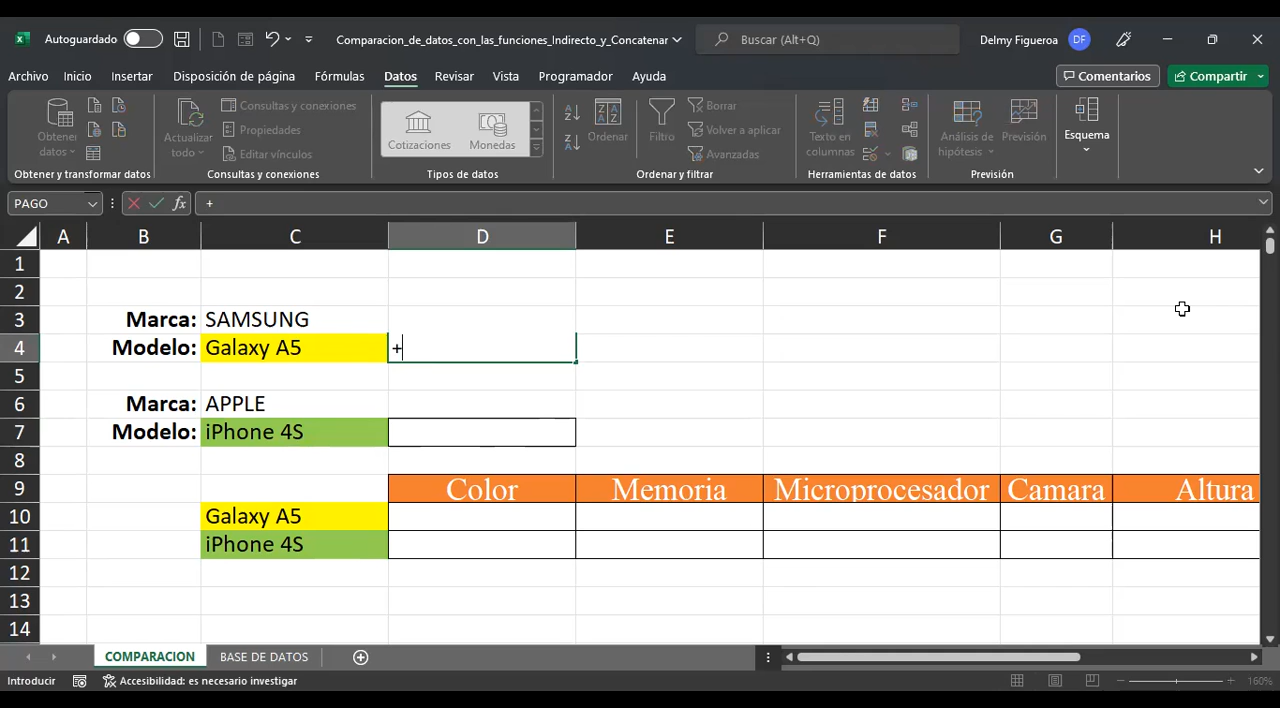 Autoguardado Comparacion_de_datos_con_las_funciones_Indirecto_y_Concatenar Buscar (Alt+Q) Delmy Figueroa DF
Archivo Inicio Insertar Disposición de página Fórmulas Datos Revisar Vista Programador Ayuda Comentarios Compartir
Obtener datos
Actualizar todo
Consultas y conexiones
Propiedades
Editar vínculos
Cotizaciones Monedas
Ordenar
Filtro
Borrar
Volver a aplicar
Avanzadas
Texto en columnas
Análisis de hipótesis
Previsión
Esquema
Obtener y transformar datos Consultas y conexiones Tipos de datos Ordenar y filtrar Herramientas de datos Previsión
PAGO fx +
A B C D E F G H
1
2
3 Marca: SAMSUNG
4 Modelo: Galaxy A5 +
5
6 Marca: APPLE
7 Modelo: iPhone 4S
8
9 Color Memoria Microprocesador Camara Altura
10 Galaxy A5
11 iPhone 4S
12
13
14
COMPARACION BASE DE DATOS
Introducir Accesibilidad: es necesario investigar 160%